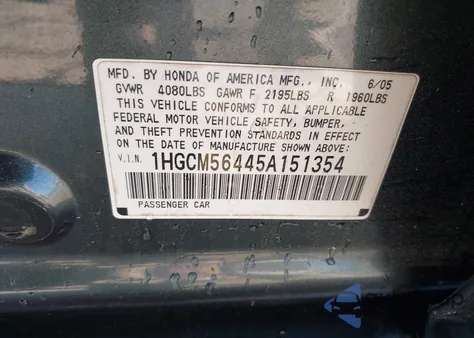 MFD. BY HONDA OF AMERICA MFG., INC. 6/05
GVWR 4080LBS GAWR F 2195LBS R 1960LBS
THIS VEHICLE CONFORMS TO ALL APPLICABLE
FEDERAL MOTOR VEHICLE SAFETY, BUMPER,
AND THEFT PREVENTION STANDARDS IN EFFECT
ON THE DATE OF MANUFACTURE SHOWN ABOVE.
V.I.N. 1HGCM56445A151354
PASSENGER CAR